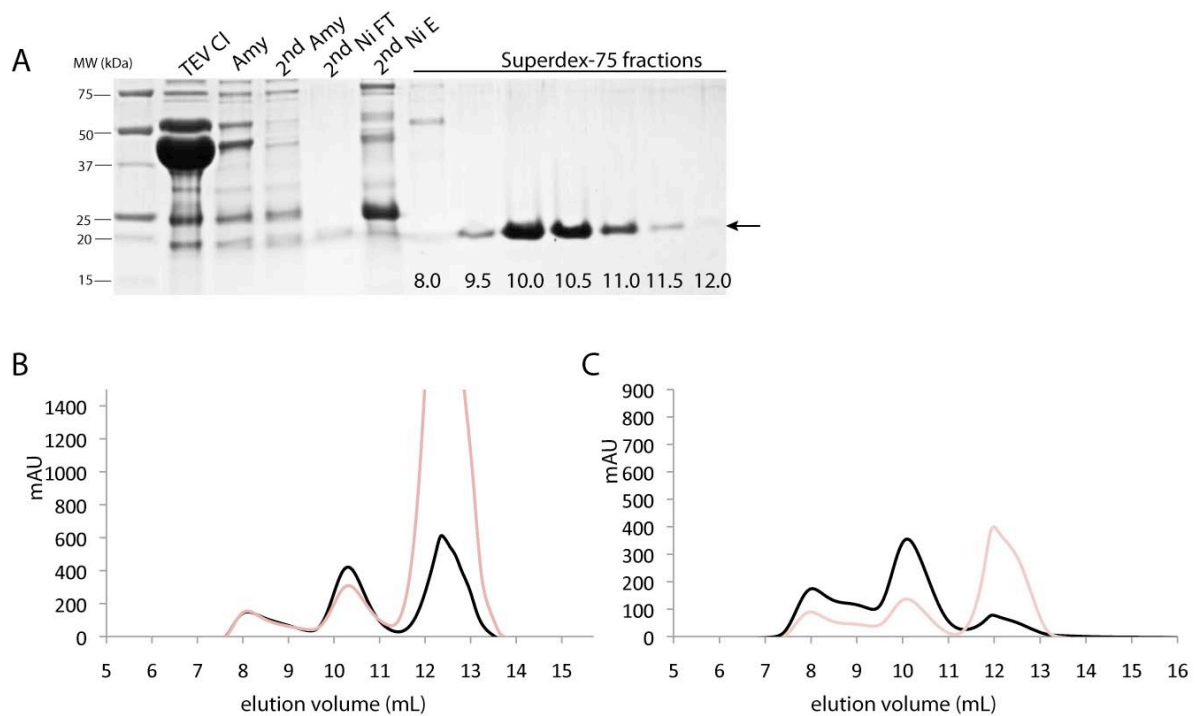 A
MW (kDa)
TEV Cl
Amy
2nd Amy
2nd Ni FT
2nd Ni E
Superdex-75 fractions
75
50
37
25
20
15
8.0 9.5 10.0 10.5 11.0 11.5 12.0
B
mAU
1400
1200
1000
800
600
400
200
0
5 6 7 8 9 10 11 12 13 14 15
elution volume (mL)
C
mAU
900
800
700
600
500
400
300
200
100
0
5 6 7 8 9 10 11 12 13 14 15 16
elution volume (mL)